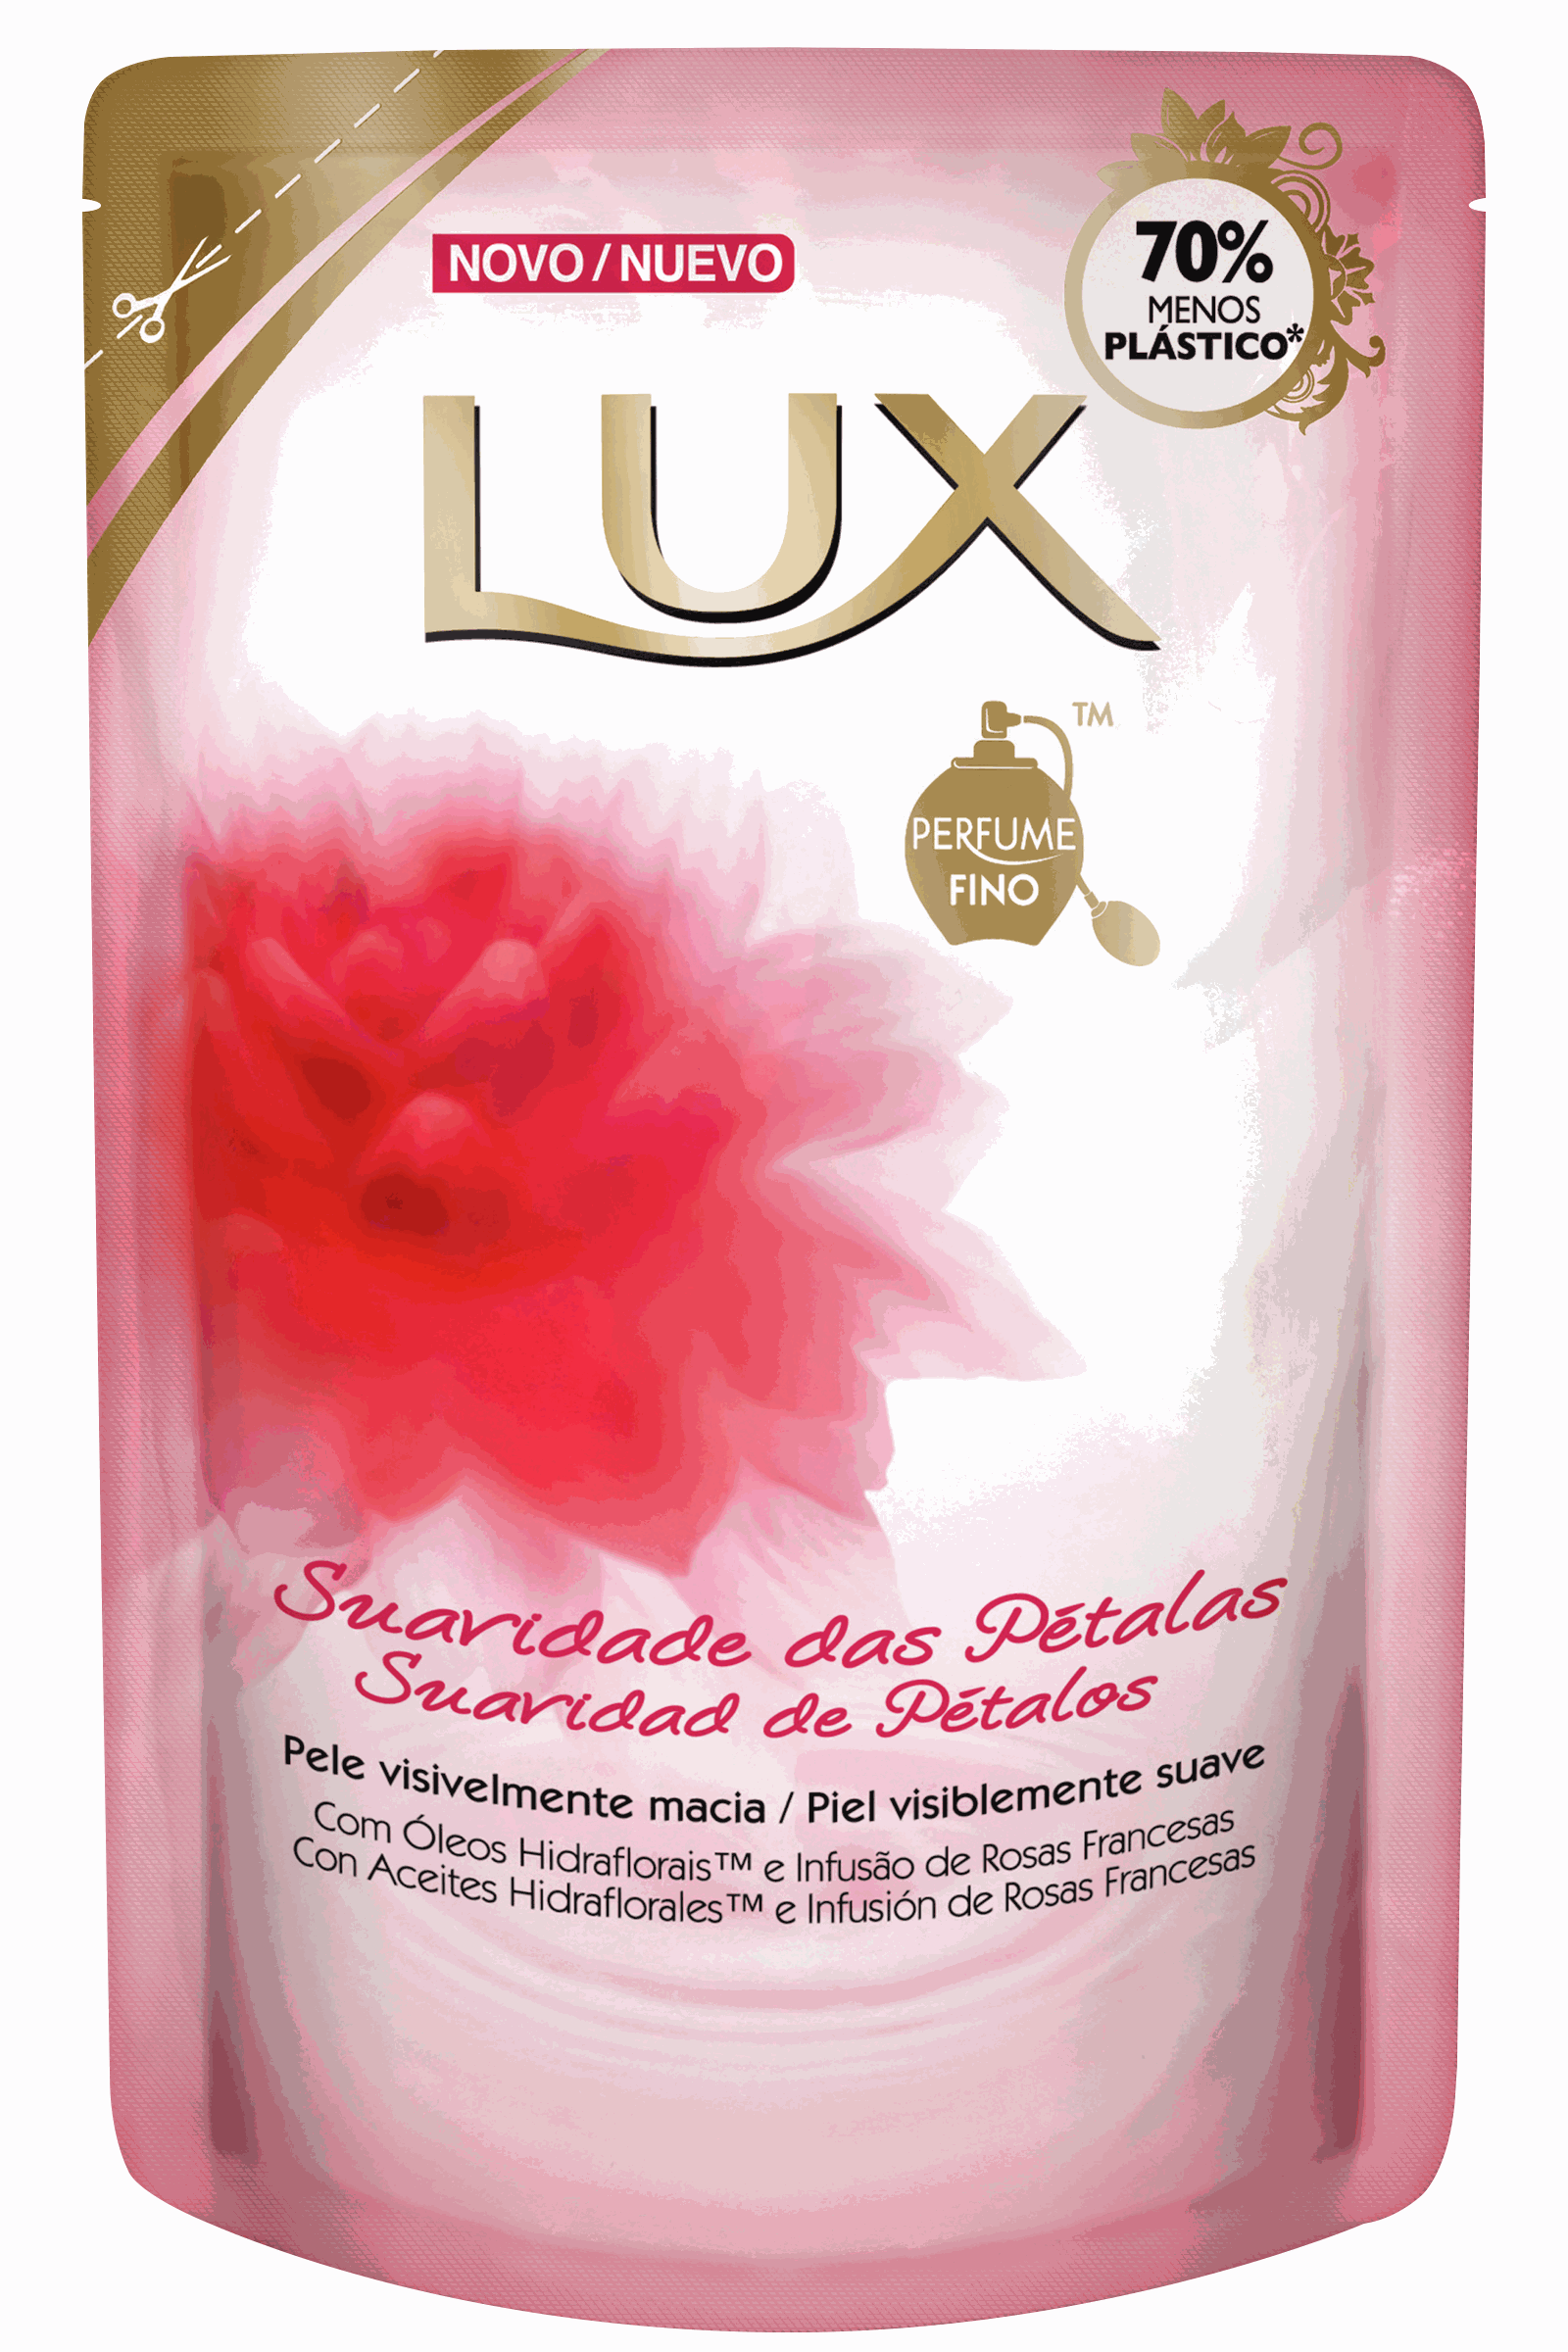 NOVO / NUEVO
70%
MENOS
PLÁSTICO*
LUX
TM
PERFUME
FINO
Suavidade das Pétalas
Suavidad de Pétalos
Pele visivelmente macia / Piel visiblemente suave
Com Óleos Hidraflorais™ e Infusão de Rosas Francesas
Con Aceites Hidraflorales™ e Infusión de Rosas Francesas